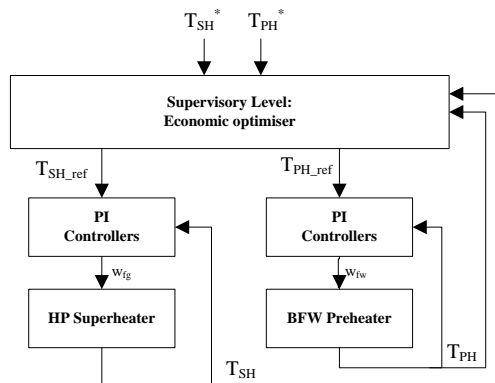 T_SH* T_PH*
Supervisory Level:
Economic optimiser
T_SH_ref T_PH_ref
PI
Controllers
PI
Controllers
w_fg w_fw
HP Superheater BFW Preheater
T_SH T_PH